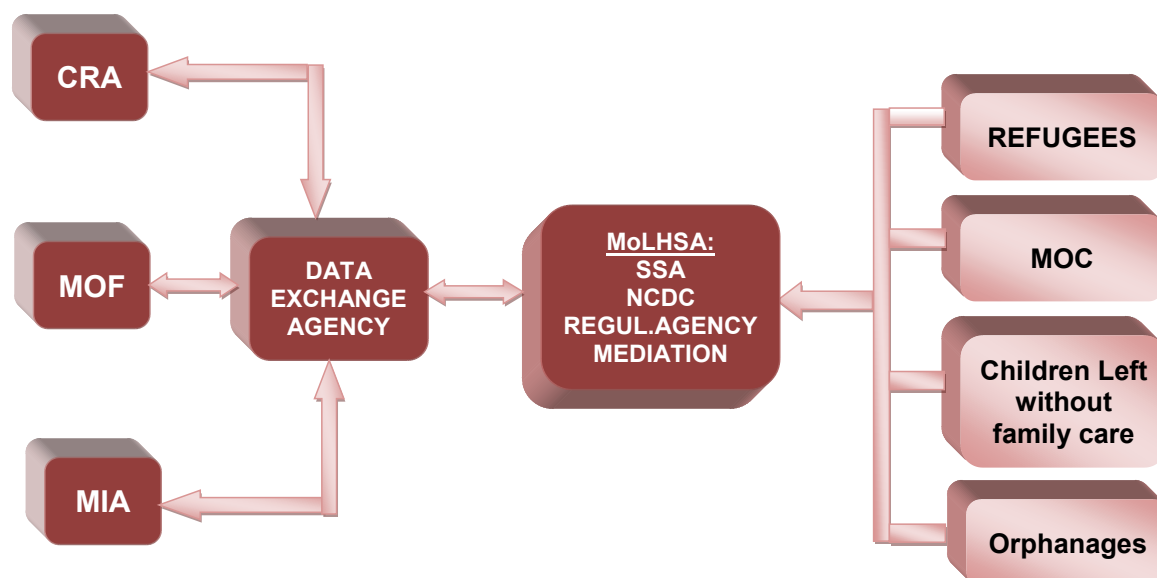 CRA
MOF
MIA
DATA
EXCHANGE
AGENCY
MoLHSA:
SSA
NCDC
REGUL.AGENCY
MEDIATION
REFUGEES
MOC
Children Left
without
family care
Orphanages